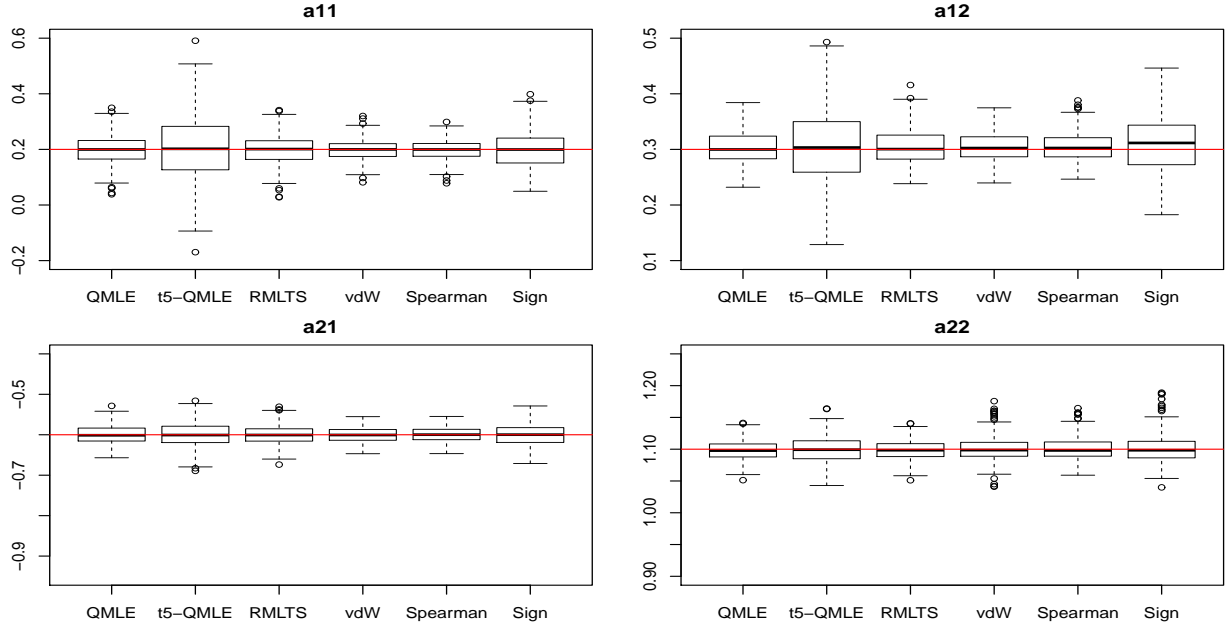 a11
0.6
0.4
0.2
0.0
−0.2
QMLE t5−QMLE RMLTS vdW Spearman Sign
a12
0.5
0.4
0.3
0.2
0.1
QMLE t5−QMLE RMLTS vdW Spearman Sign
a21
−0.5
−0.7
−0.9
QMLE t5−QMLE RMLTS vdW Spearman Sign
a22
1.20
1.10
1.00
0.90
QMLE t5−QMLE RMLTS vdW Spearman Sign